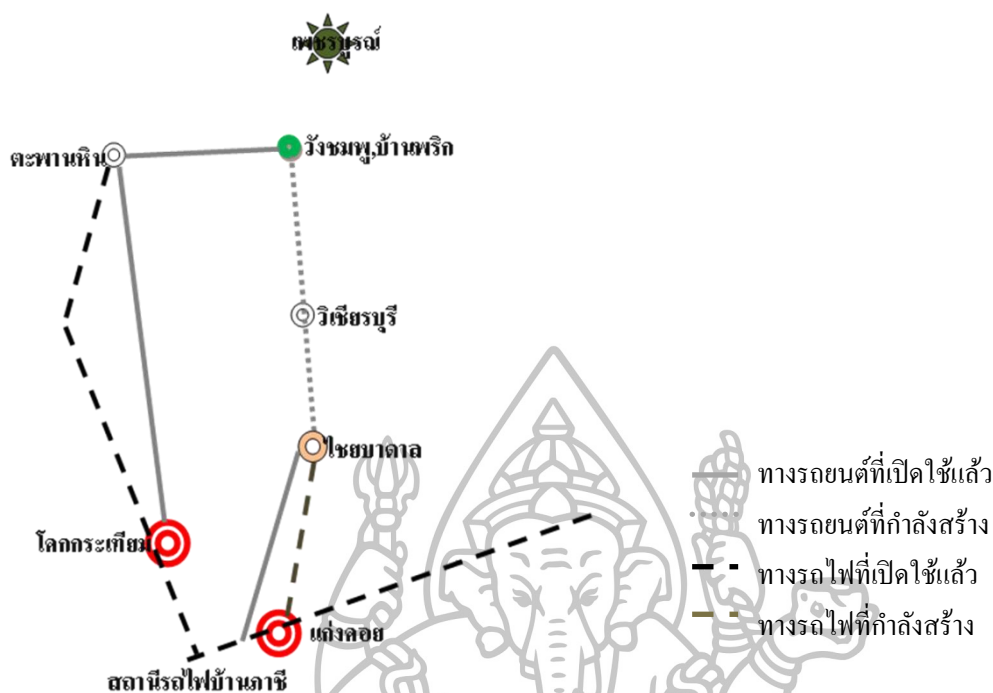 เพชรบูรณ์
ตะพานหิน
วังชมพู,บ้านพริก
วิเชียรบุรี
ไชยบาดาล
ทางรถยนต์ที่เปิดใช้แล้ว
ทางรถยนต์ที่กำลังสร้าง
โคกกระเทียม
ทางรถไฟที่เปิดใช้แล้ว
ทางรถไฟที่กำลังสร้าง
แก่งคอย
สถานีรถไฟบ้านภาชี